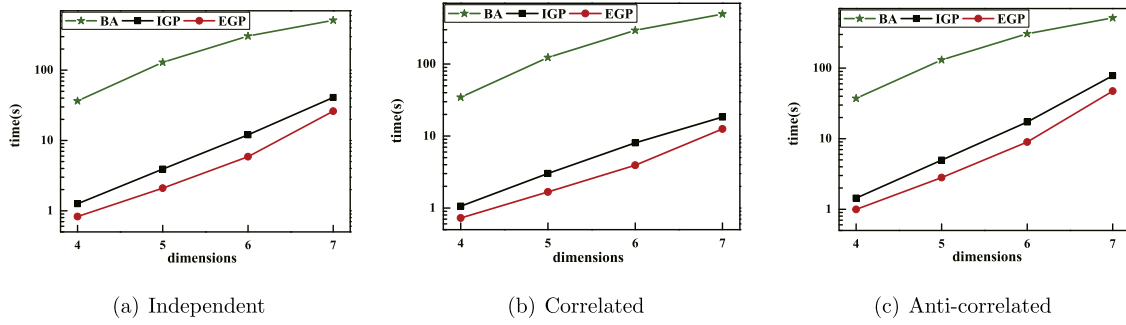 BA IGP EGP
100
10
1
time(s)
4 5 6 7
dimensions
(a) Independent
BA IGP EGP
100
10
1
time(s)
4 5 6 7
dimensions
(b) Correlated
BA IGP EGP
100
10
1
time(s)
4 5 6 7
dimensions
(c) Anti-correlated